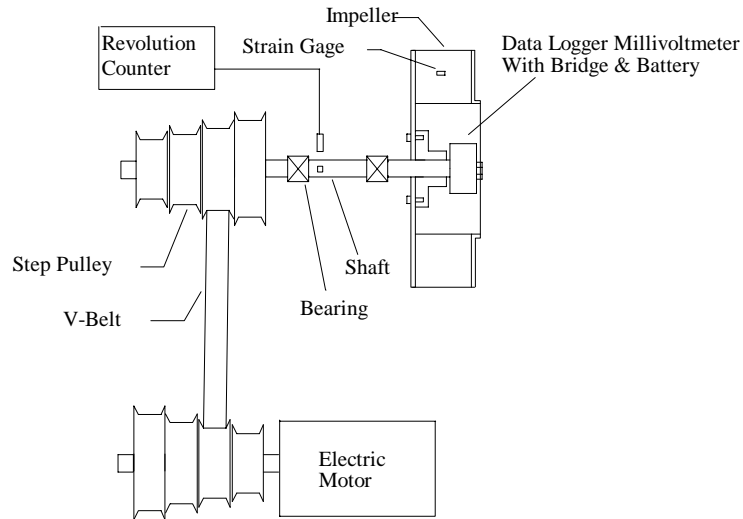 Impeller
Revolution
Counter
Strain Gage
Data Logger Millivoltmeter
With Bridge & Battery
Step Pulley
Shaft
Bearing
V-Belt
Electric
Motor